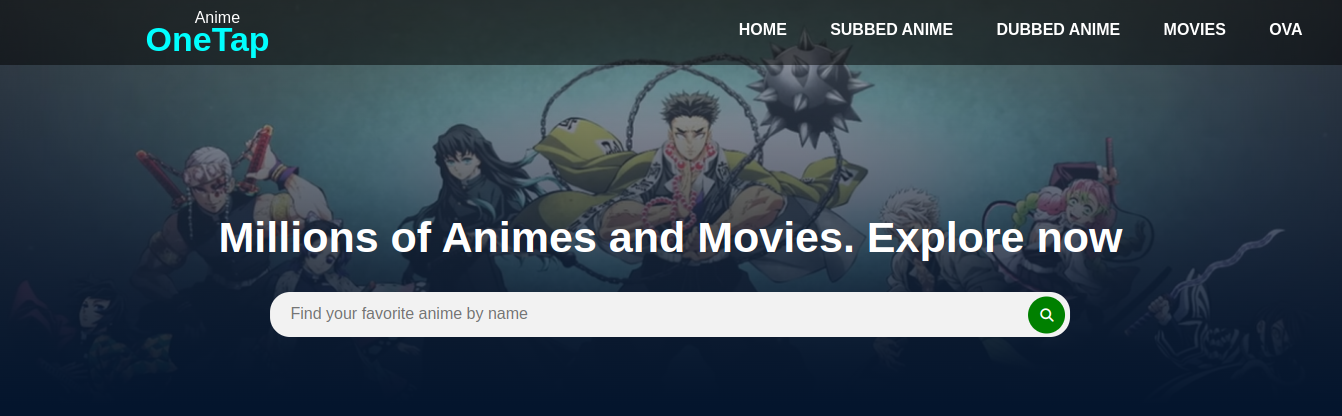 Anime
OneTap
HOME SUBBED ANIME DUBBED ANIME MOVIES OVA
Millions of Animes and Movies. Explore now
Find your favorite anime by name